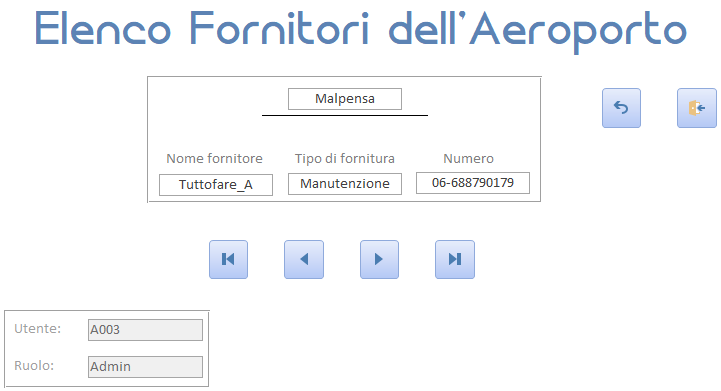 Elenco Fornitori dell'Aeroporto
Malpensa
Nome fornitore Tipo di fornitura Numero
Tuttofare_A Manutenzione 06-688790179
Utente: A003
Ruolo: Admin